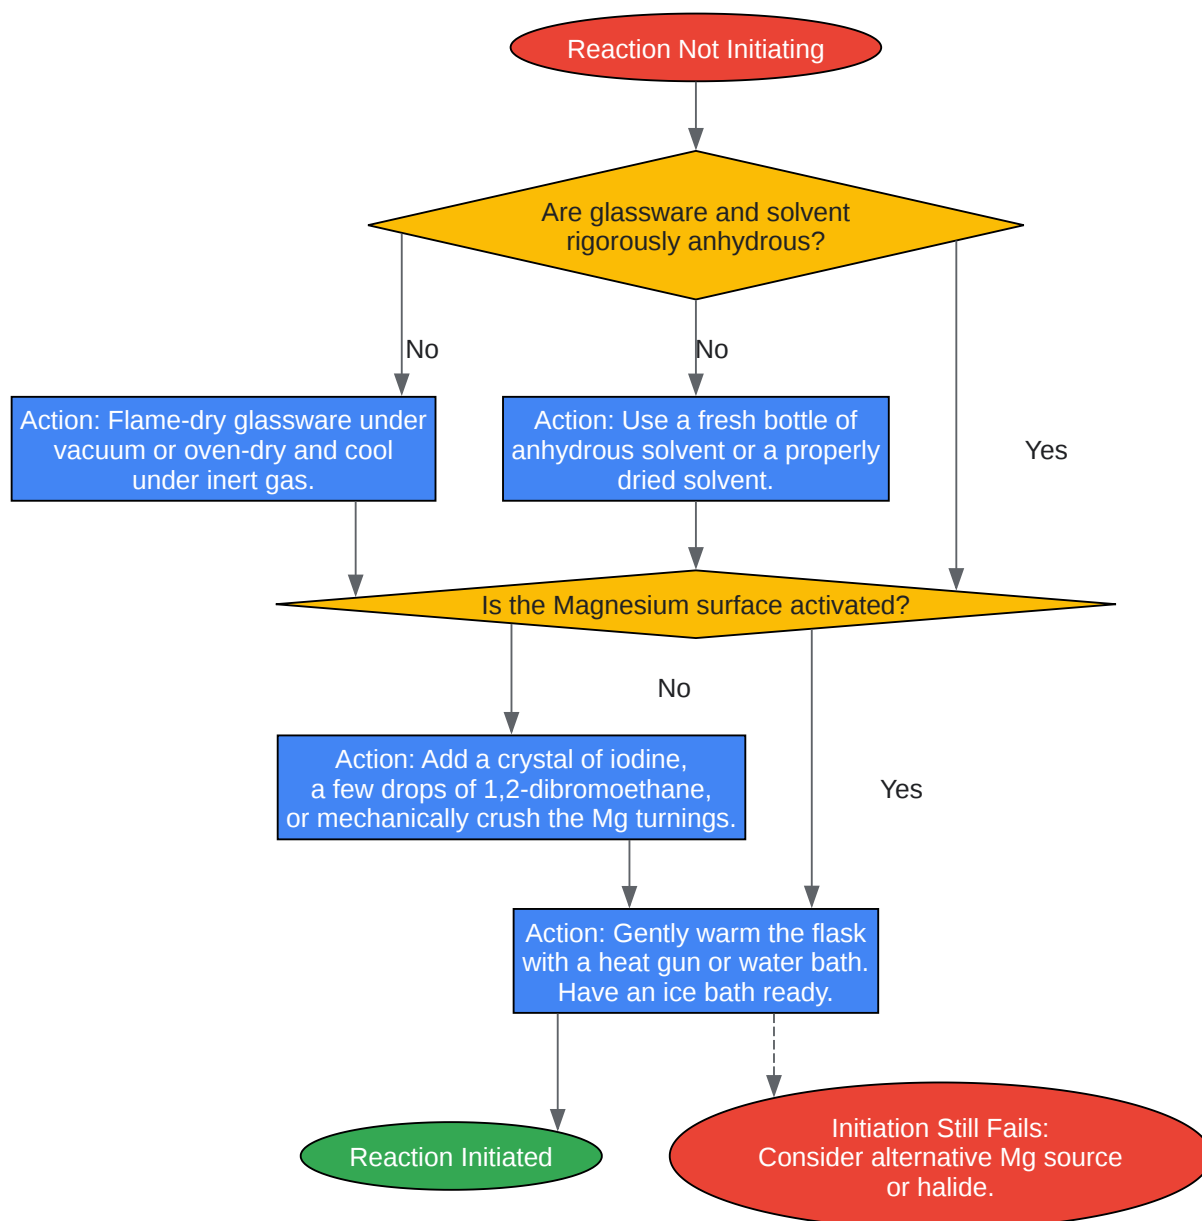 Reaction Not Initiating
Are glassware and solvent
rigorously anhydrous?
No
No
Action: Flame-dry glassware under
vacuum or oven-dry and cool
under inert gas.
Action: Use a fresh bottle of
anhydrous solvent or a properly
dried solvent.
Yes
Is the Magnesium surface activated?
No
Action: Add a crystal of iodine,
a few drops of 1,2-dibromoethane,
or mechanically crush the Mg turnings.
Yes
Action: Gently warm the flask
with a heat gun or water bath.
Have an ice bath ready.
Reaction Initiated
Initiation Still Fails:
Consider alternative Mg source
or halide.